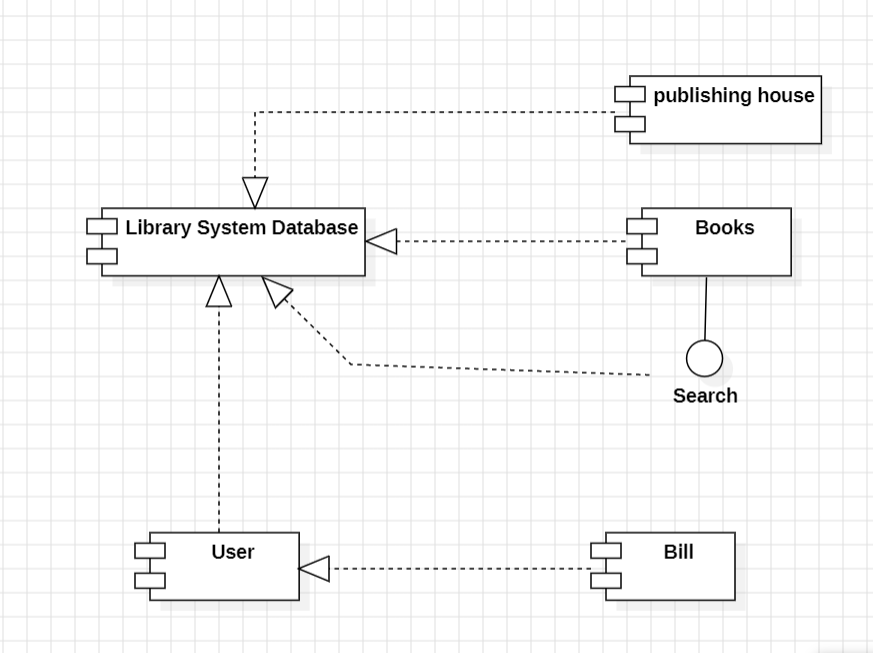 publishing house
Library System Database
Books
Search
User
Bill